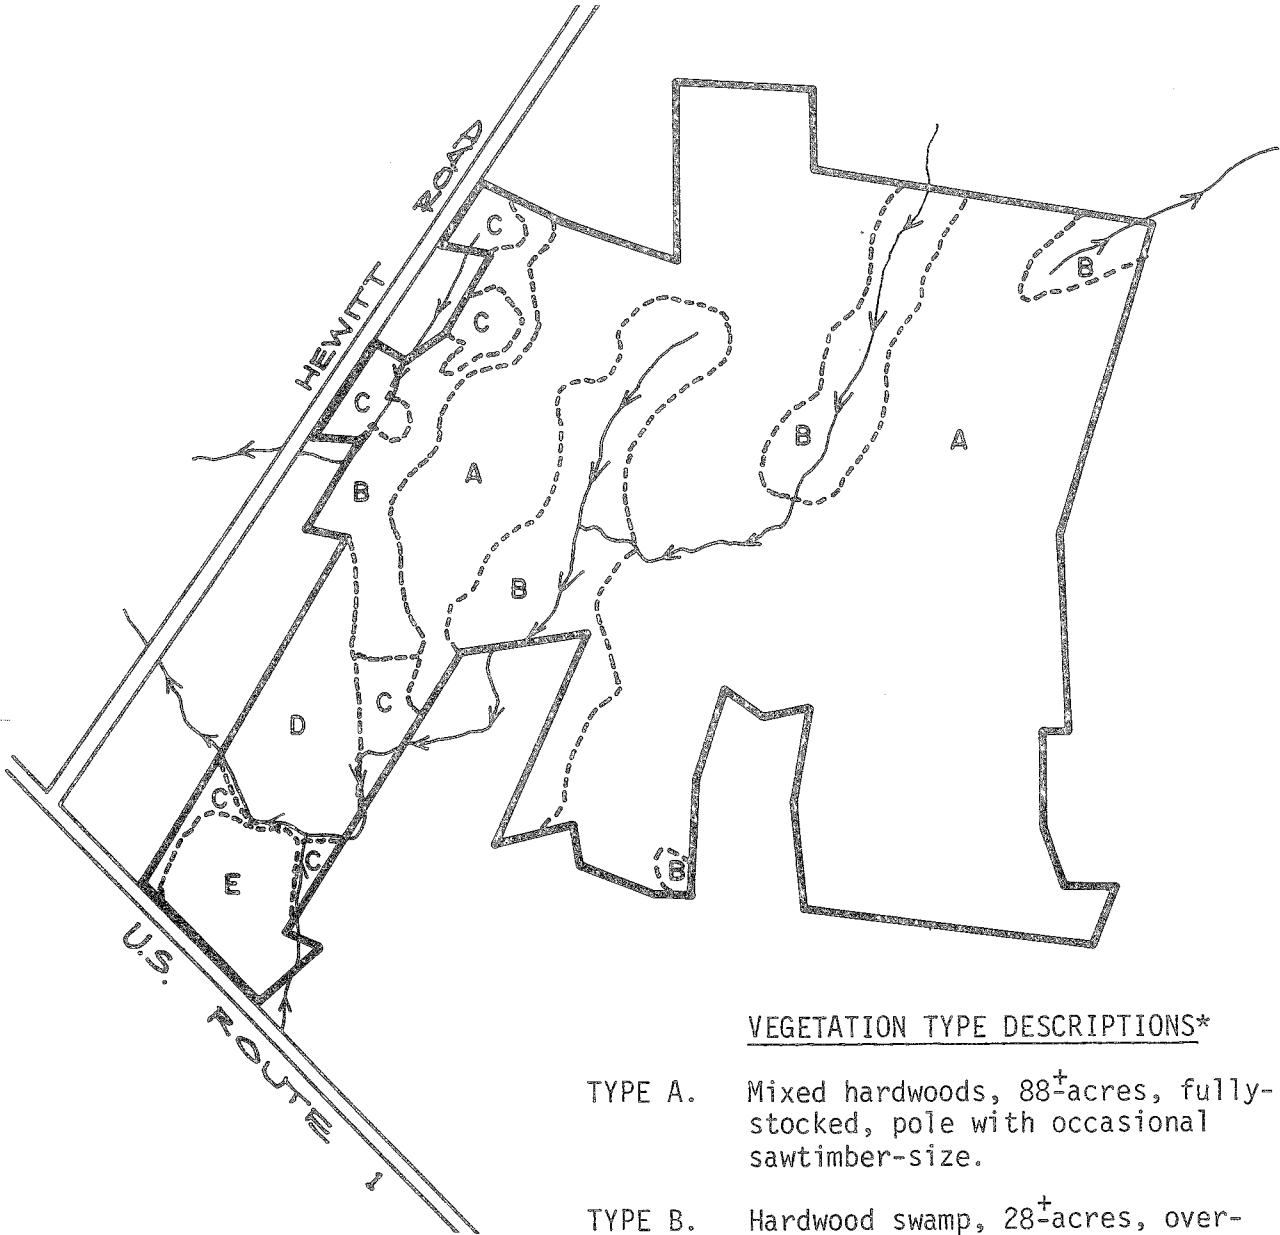 HEWITT ROAD
C
C
B
C
B
A
B
A
B
B
C
D
C
C
B
E
U.S. ROUTE 1
VEGETATION TYPE DESCRIPTIONS*
TYPE A. Mixed hardwoods, 88±acres, fully-
stocked, pole with occasional
sawtimber-size.
TYPE B. Hardwood swamp, 28±acres, over-